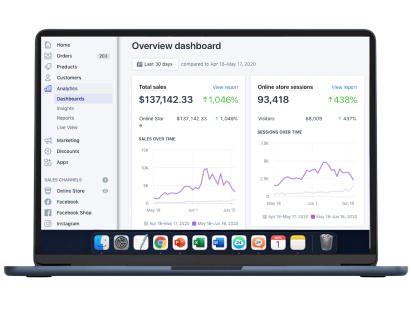 Home
Orders 203
Products
Customers
Analytics
Dashboards
Insights
Reports
Live View
Marketing
Discounts
Apps
SALES CHANNELS
Online Store
Facebook
Facebook Shop
Instagram
Overview dashboard
Last 30 days compared to Apr 18–May 17, 2020
Total sales View report
$137,142.33 ↑1,046%
Online Stor
e $137,142.33 ↑ 1,046%
SALES OVER TIME
15K
10K
5K
0
May 18 Jun 1 Jun 15
Apr 18–May 17, 2020 May 18–Jun 16, 2020
Online store sessions View report
93,418 ↑438%
Visitors 88,009 ↑ 437%
SESSIONS OVER TIME
7.5K
5K
2.5K
0
May 18 Jun 1 Jun 15
Apr 18–May 17, 2020 May 18–Jun 16, 2020